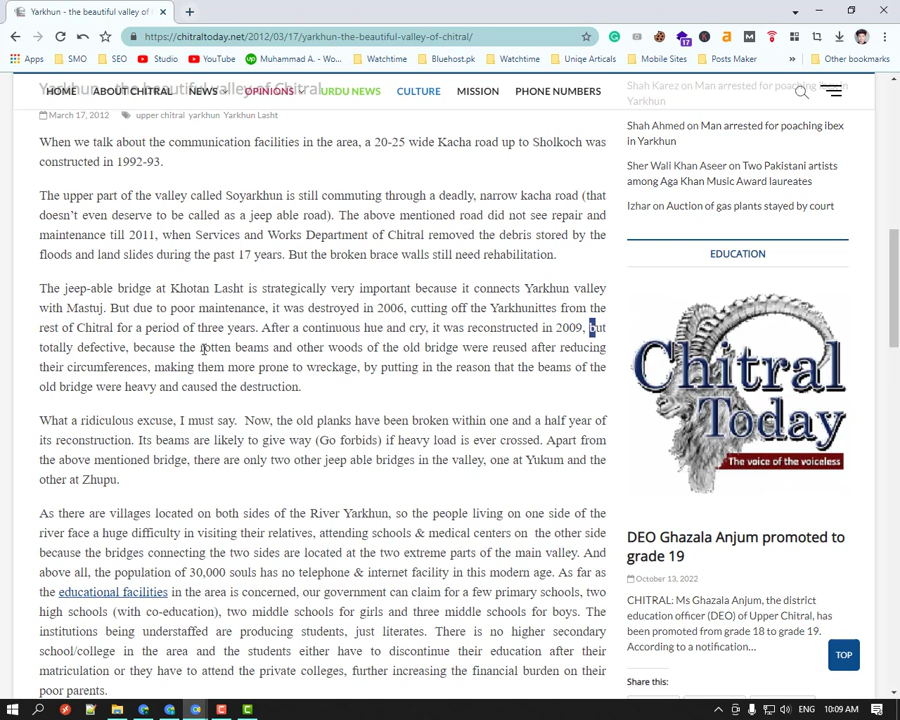 Yarkhun – the beautiful valley of
https://chitraltoday.net/2012/03/17/yarkhun-the-beautiful-valley-of-chitral/
Apps SMO SEO Studio YouTube Muhammad A. - Wo... Watchtime Bluehost.pk Watchtime Uniqe Articals Mobile Sites Posts Maker » Other bookmarks
Yarkhun – the beautiful valley of Chitral
HOME ABOUT CHITRAL NEWS OPINIONS URDU NEWS CULTURE MISSION PHONE NUMBERS
March 17, 2012 upper chitral yarkhun Yarkhun Lasht
When we talk about the communication facilities in the area, a 20-25 wide Kacha road up to Sholkoch was
constructed in 1992-93.
The upper part of the valley called Soyarkhun is still commuting through a deadly, narrow kacha road (that
doesn't even deserve to be called as a jeep able road). The above mentioned road did not see repair and
maintenance till 2011, when Services and Works Department of Chitral removed the debris stored by the
floods and land slides during the past 17 years. But the broken brace walls still need rehabilitation.
The jeep-able bridge at Khotan Lasht is strategically very important because it connects Yarkhun valley
with Mastuj. But due to poor maintenance, it was destroyed in 2006, cutting off the Yarkhunittes from the
rest of Chitral for a period of three years. After a continuous hue and cry, it was reconstructed in 2009, but
totally defective, because the rotten beams and other woods of the old bridge were reused after reducing
their circumferences, making them more prone to wreckage, by putting in the reason that the beams of the
old bridge were heavy and caused the destruction.
What a ridiculous excuse, I must say. Now, the old planks have been broken within one and a half year of
its reconstruction. Its beams are likely to give way (Go forbids) if heavy load is ever crossed. Apart from
the above mentioned bridge, there are only two other jeep able bridges in the valley, one at Yukum and the
other at Zhupu.
As there are villages located on both sides of the River Yarkhun, so the people living on one side of the
river face a huge difficulty in visiting their relatives, attending schools & medical centers on the other side
because the bridges connecting the two sides are located at the two extreme parts of the main valley. And
above all, the population of 30,000 souls has no telephone & internet facility in this modern age. As far as
the educational facilities in the area is concerned, our government can claim for a few primary schools, two
high schools (with co-education), two middle schools for girls and three middle schools for boys. The
institutions being understaffed are producing students, just literates. There is no higher secondary
school/college in the area and the students either have to discontinue their education after their
matriculation or they have to attend the private colleges, further increasing the financial burden on their
poor parents.
Shah Karez on Man arrested for poaching ibex in
Yarkhun
Shah Ahmed on Man arrested for poaching ibex
in Yarkhun
Sher Wali Khan Aseer on Two Pakistani artists
among Aga Khan Music Award laureates
Izhar on Auction of gas plants stayed by court
EDUCATION
Chitral
Today
The voice of the voiceless
DEO Ghazala Anjum promoted to
grade 19
October 13, 2022
CHITRAL: Ms Ghazala Anjum, the district
education officer (DEO) of Upper Chitral, has
been promoted from grade 18 to grade 19.
According to a notification...
TOP
Share this:
ENG 10:09 AM